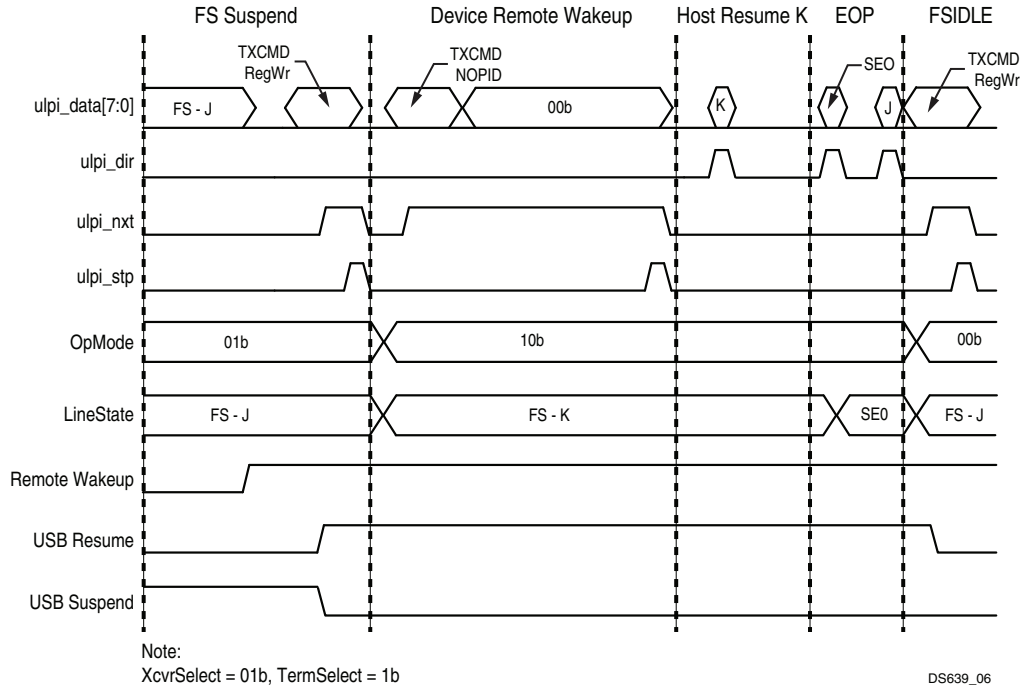 FS Suspend
Device Remote Wakeup
Host Resume K
EOP
FSIDLE
TXCMD
RegWr
TXCMD
NOPID
SEO
TXCMD
RegWr
ulpi_data[7:0]
FS - J
00b
K
J
ulpi_dir
ulpi_nxt
ulpi_stp
OpMode
01b
10b
00b
LineState
FS - J
FS - K
SE0
FS - J
Remote Wakeup
USB Resume
USB Suspend
Note:
XcvrSelect = 01b, TermSelect = 1b
DS639_06